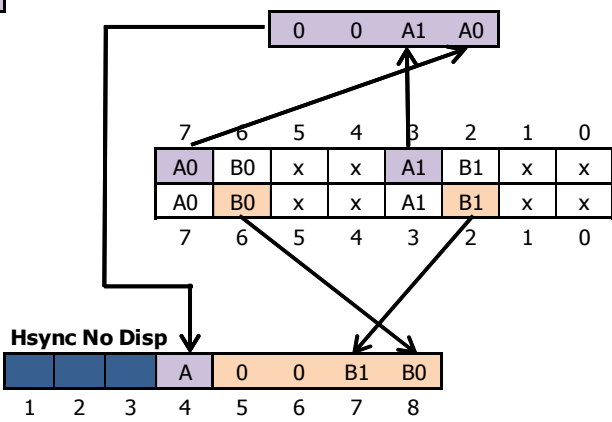 0 0 A1 A0
7 6 5 4 3 2 1 0
A0 B0 x x A1 B1 x x
A0 B0 x x A1 B1 x x
7 6 5 4 3 2 1 0
Hsync No Disp
A 0 0 B1 B0
1 2 3 4 5 6 7 8